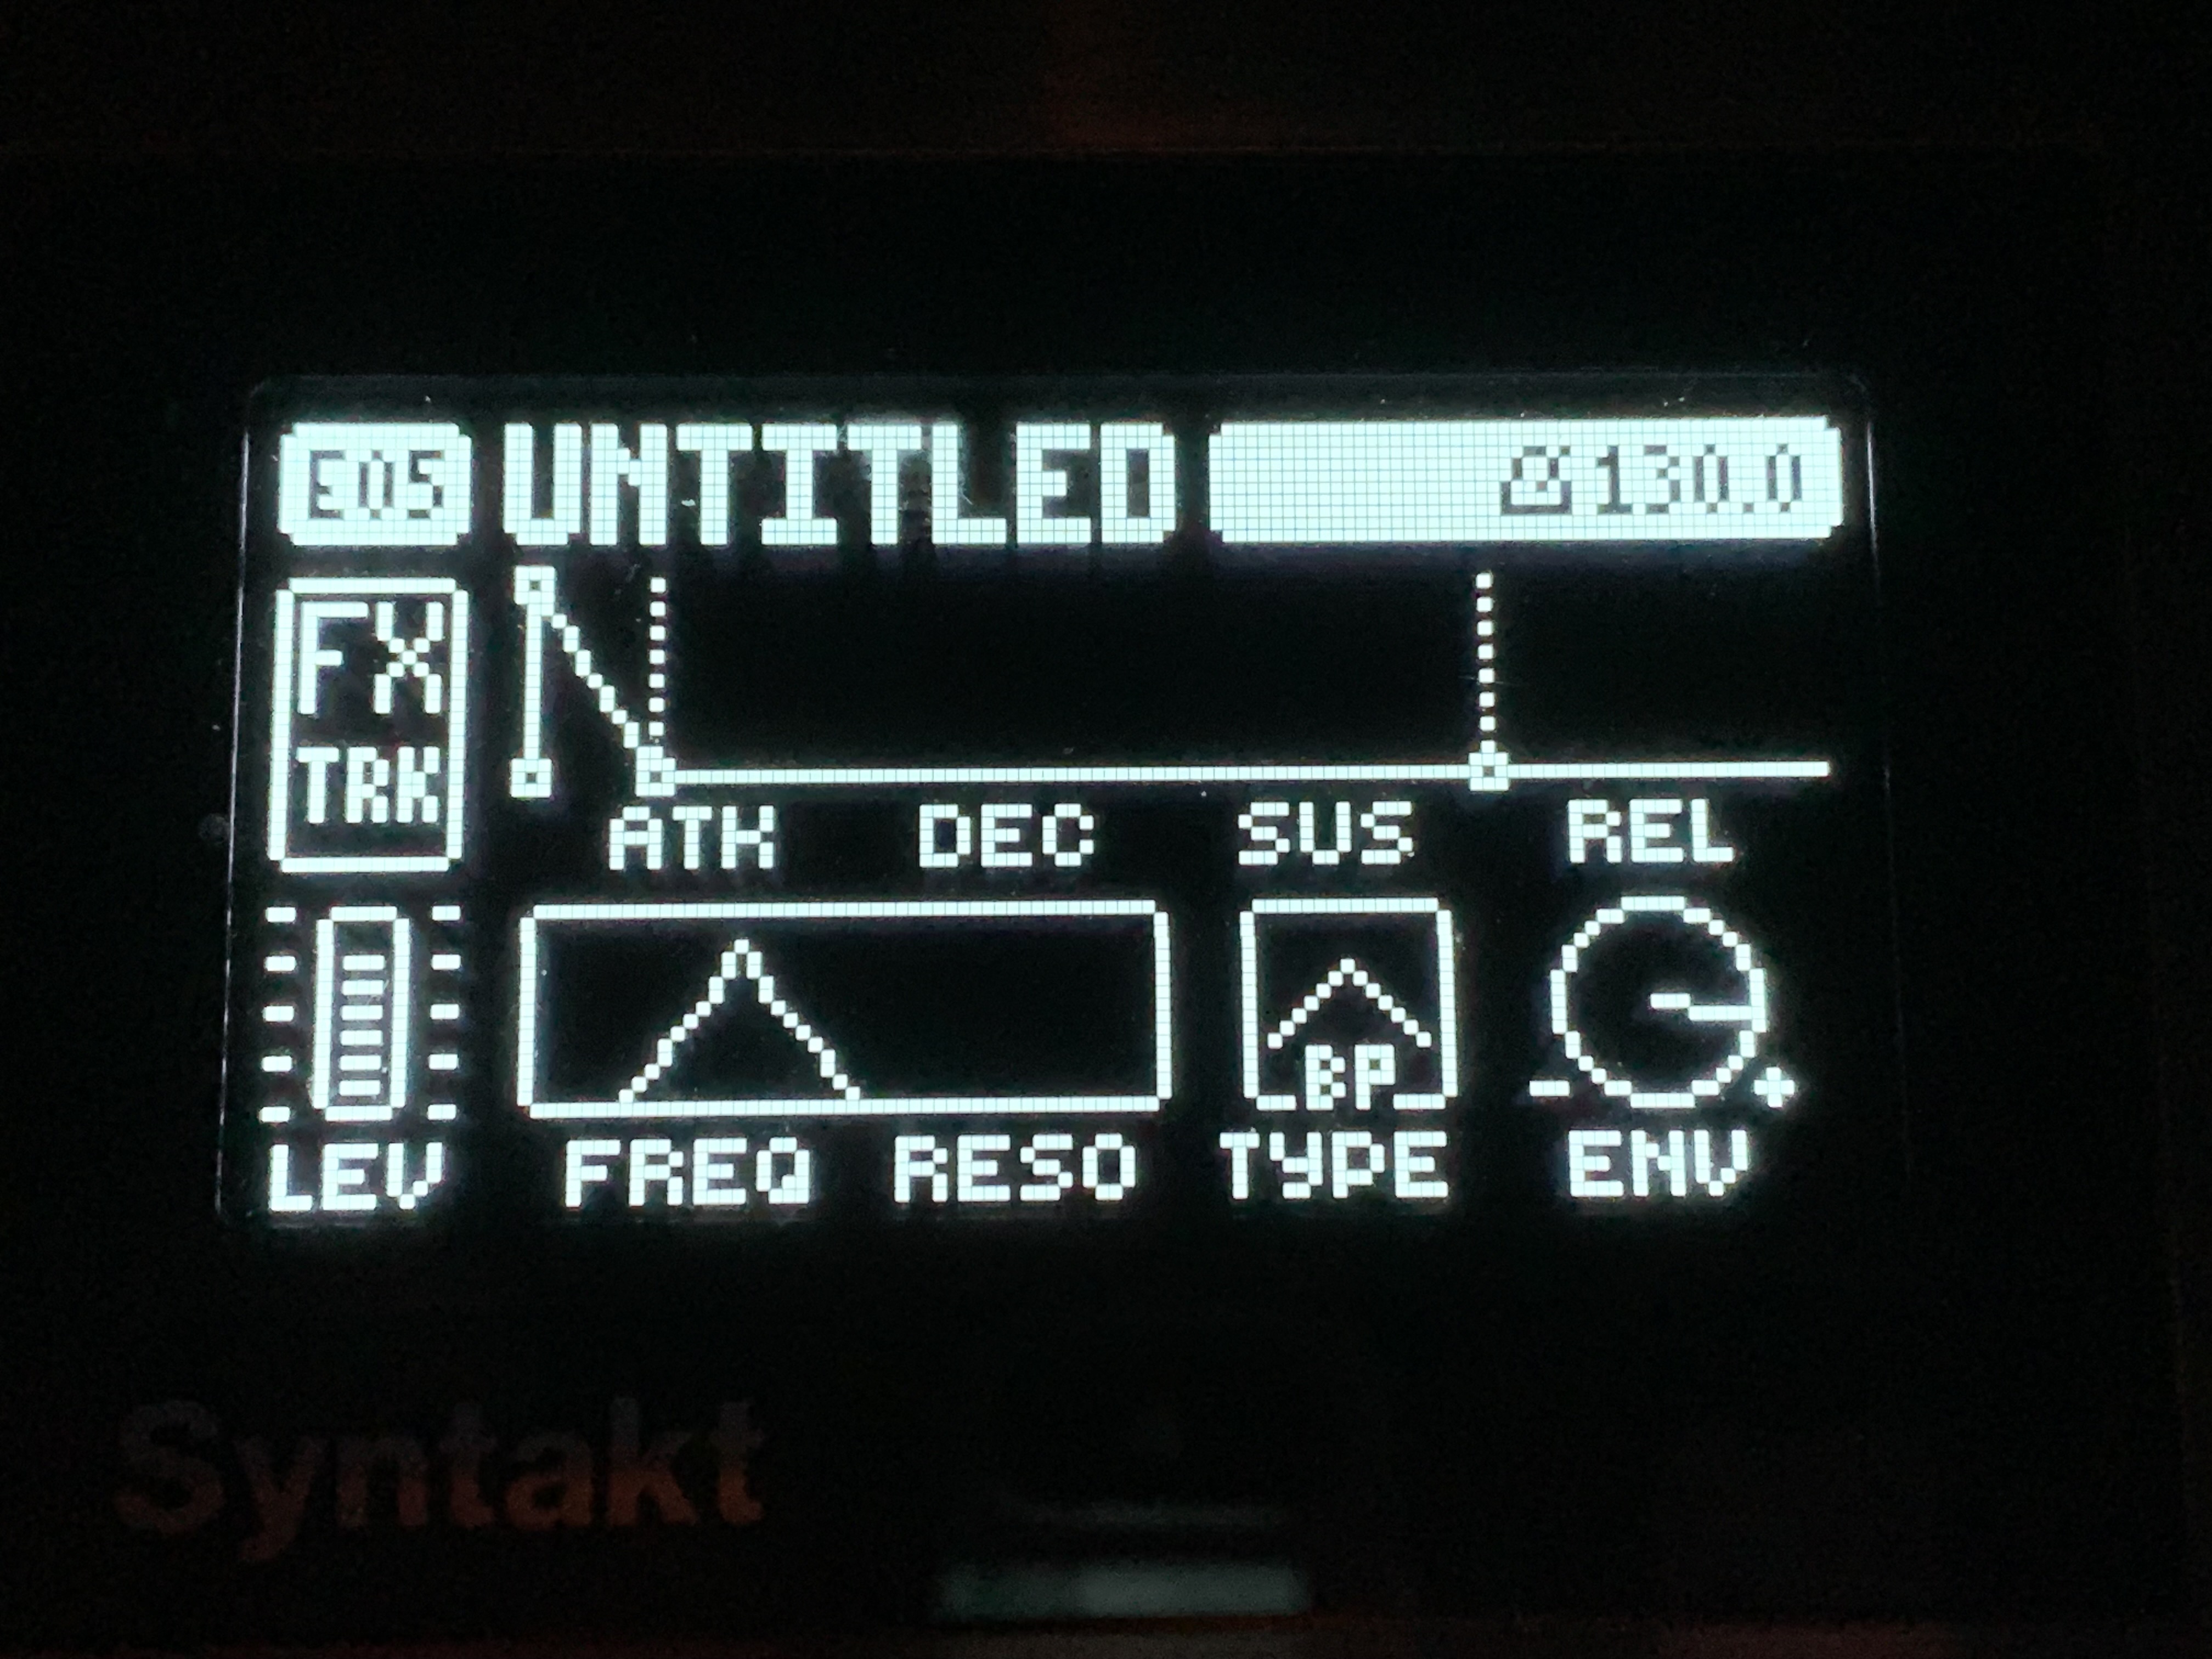 E05 UNTITLED 130.0
FX
TRK
ATK DEC SUS REL
BP
- +
LEV FREQ RESO TYPE ENV
Syntakt